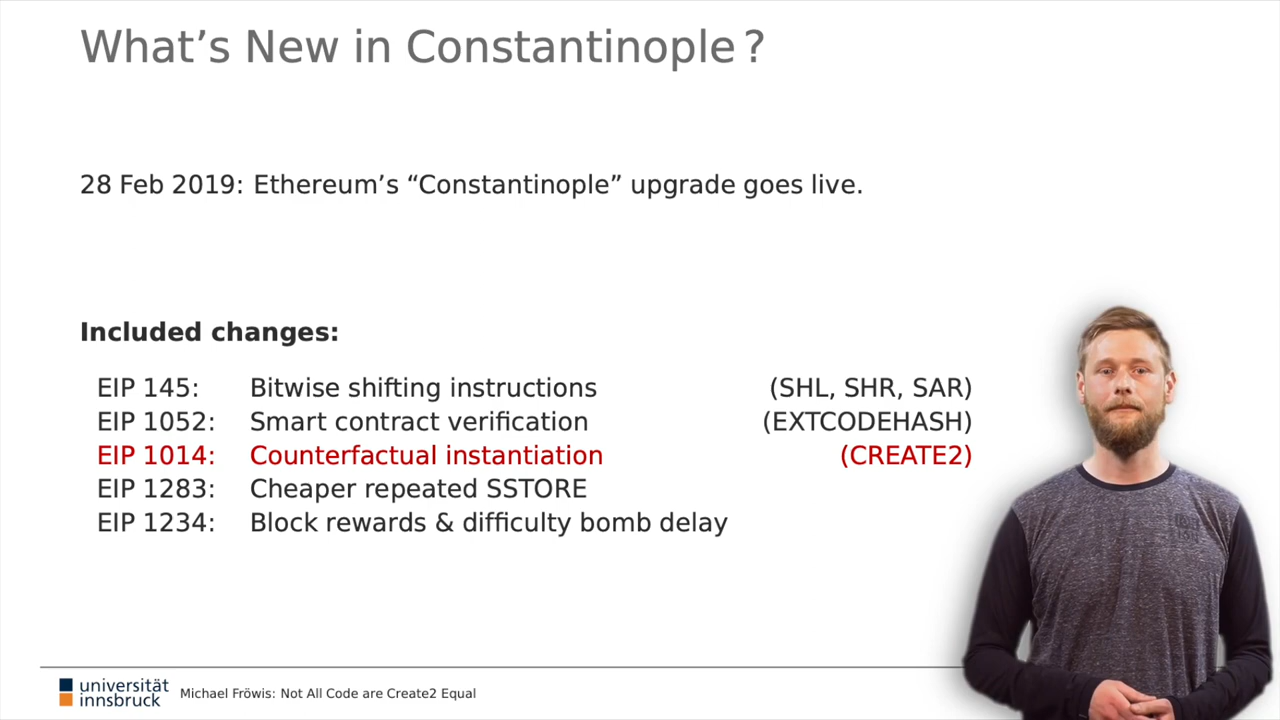 What’s New in Constantinople ?
28 Feb 2019: Ethereum’s “Constantinople” upgrade goes live.
Included changes:
EIP 145: Bitwise shifting instructions (SHL, SHR, SAR)
EIP 1052: Smart contract verification (EXTCODEHASH)
EIP 1014: Counterfactual instantiation (CREATE2)
EIP 1283: Cheaper repeated SSTORE
EIP 1234: Block rewards & difficulty bomb delay
universität
innsbruck
Michael Fröwis: Not All Code are Create2 Equal